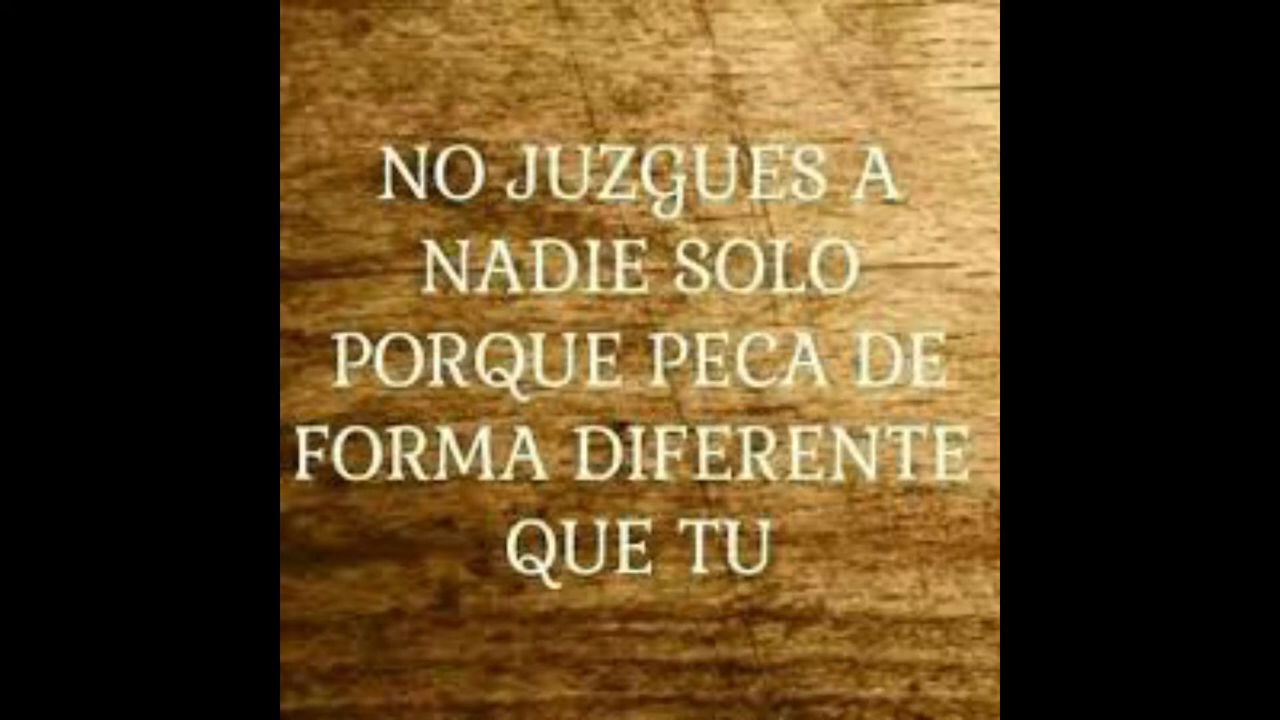 NO JUZGUES A
NADIE SOLO
PORQUE PECA DE
FORMA DIFERENTE
QUE TU